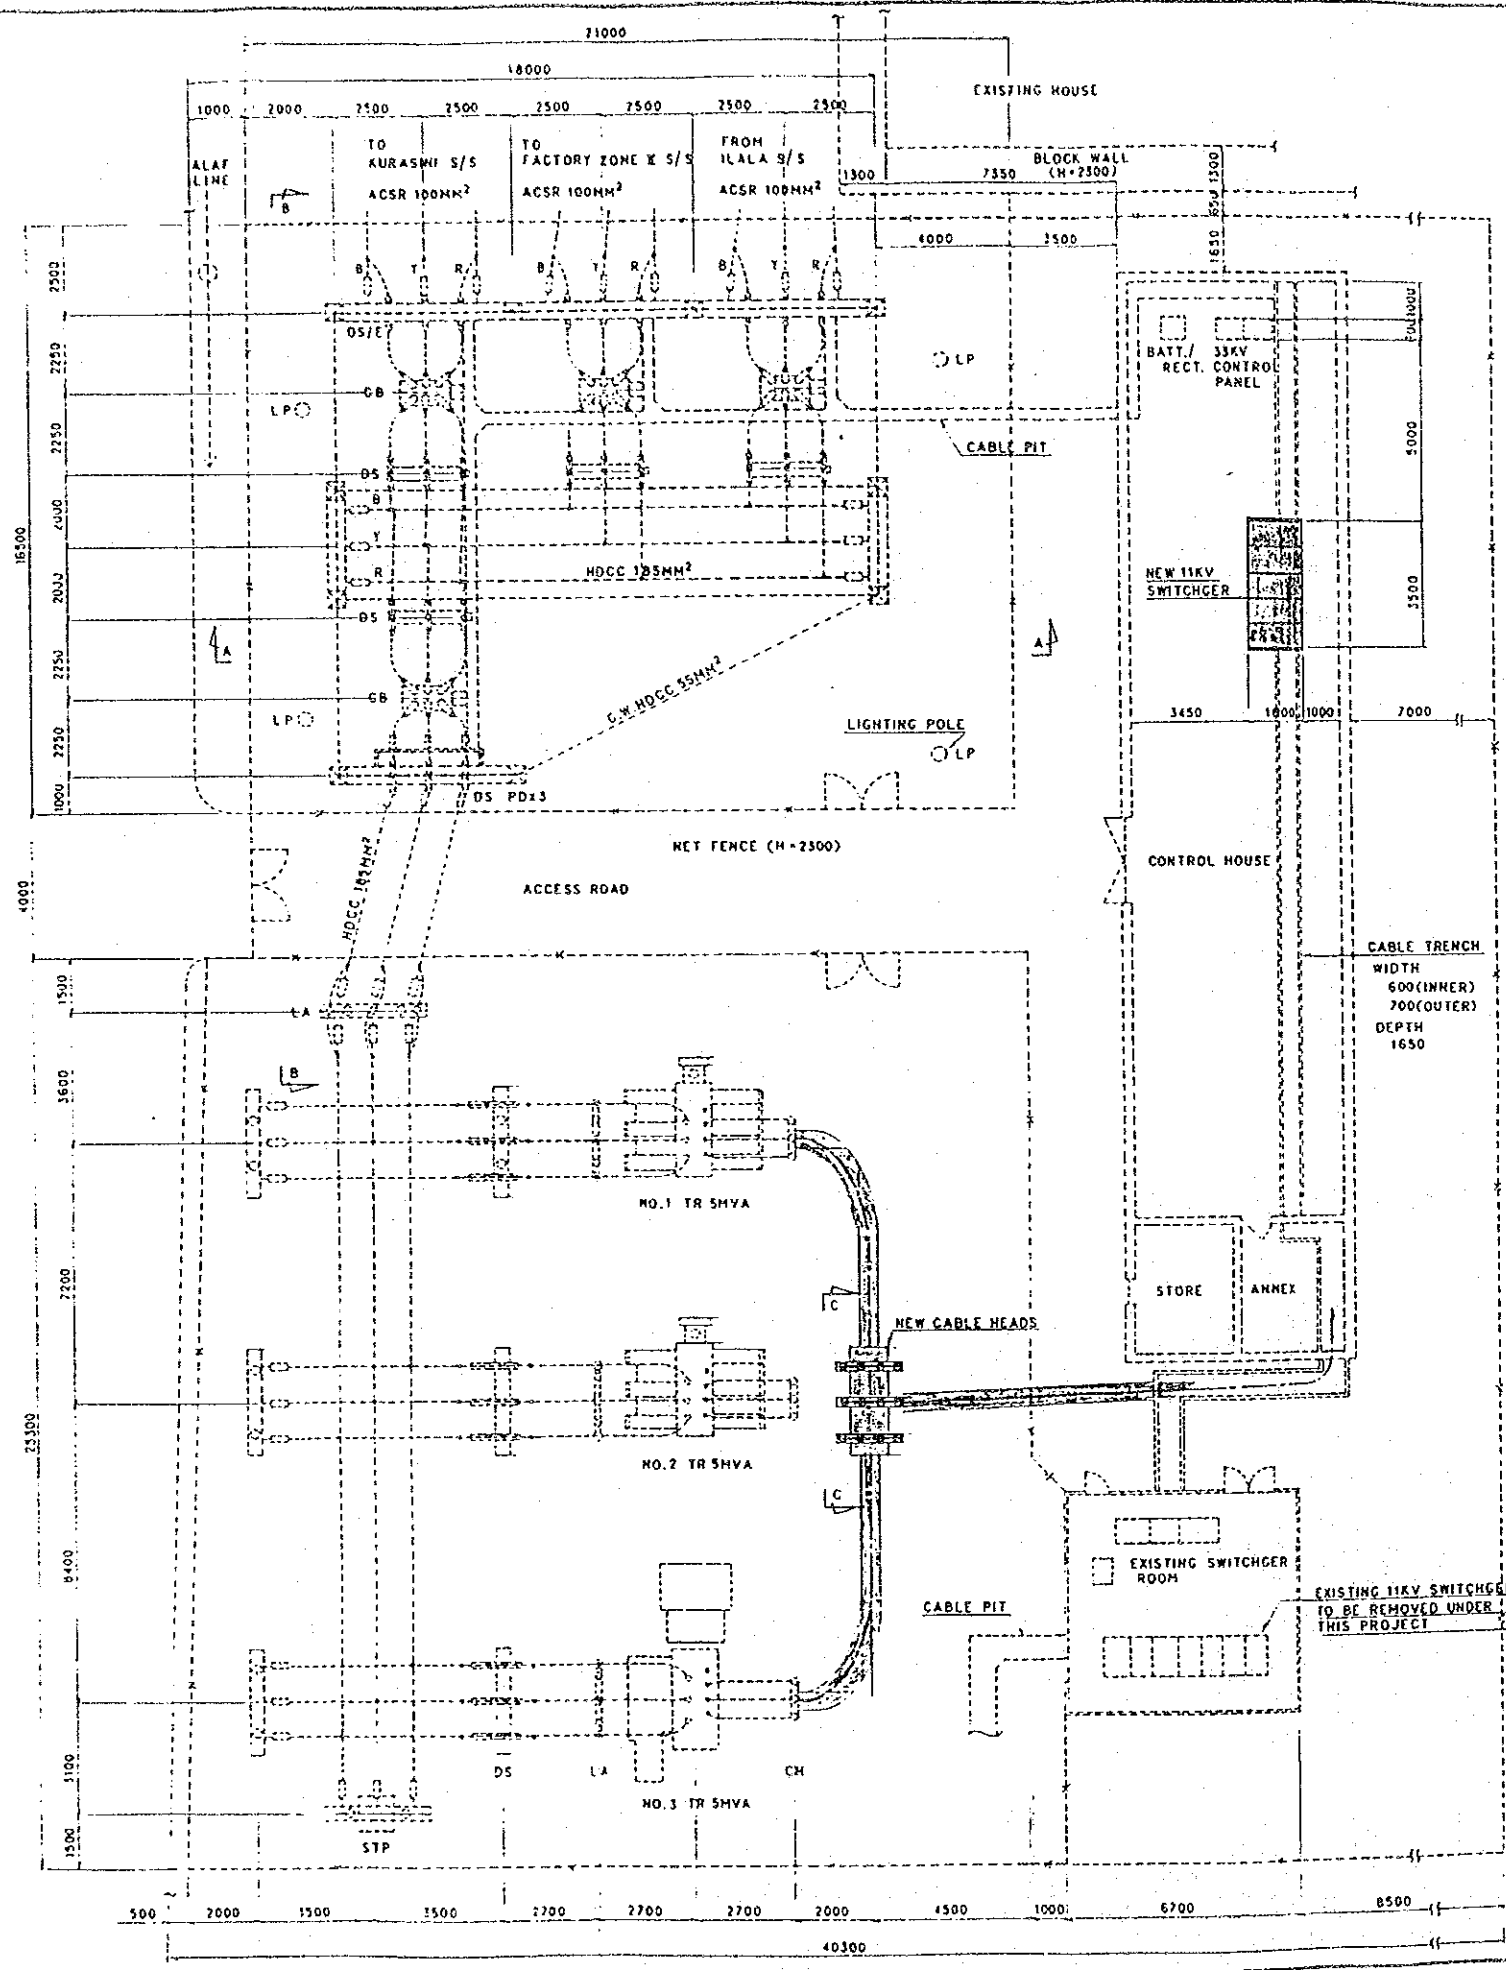 21000
18000
1000 2000 2500 2500 2500 2500 2500 2500
EXISTING HOUSE
ALAF
LINE
TO
KURASINI S/S
ACSR 100MM²
TO
FACTORY ZONE II S/S
ACSR 100MM²
FROM
ILALA S/S
ACSR 100MM²
BLOCK WALL
(H=2300)
1300
7350
1300
650
1650
4000
3500
B
B Y R
B Y R
B Y R
DS/E
CB
LP
LP
BATT./
RECT.
33KV
CONTROL
PANEL
1000
CABLE PIT
2500
2250
2250
2000
2000
2250
2250
1000
16500
DS
B
Y
R
HDCC 185MM²
DS
A
A
CB
LP
G.W.HDCC 55MM²
LIGHTING POLE
LP
DS PDx3
NEW 11KV
SWITCHGER
5000
3500
3450 1800 1000 7000
NET FENCE (H=2300)
ACCESS ROAD
HDCC 185MM²
CONTROL HOUSE
4000
CABLE TRENCH
WIDTH
600(INNER)
700(OUTER)
DEPTH
1650
LA
B
1500
3600
7200
8400
3100
1500
23300
NO.1 TR 5MVA
C
STORE
ANNEX
NEW CABLE HEADS
NO.2 TR 5MVA
C
EXISTING SWITCHGER
ROOM
CABLE PIT
EXISTING 11KV SWITCHGE
TO BE REMOVED UNDER
THIS PROJECT
DS
LA
CH
NO.3 TR 5MVA
STP
500 2000 3500 3500 2700 2700 2700 2000 4500 1000 6700 8500
40300